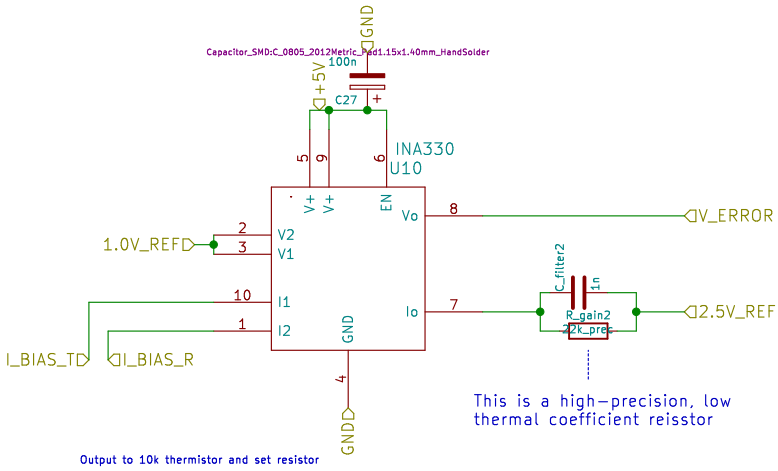 GND
Capacitor_SMD:C_0805_2012Metric_Pad1.15x1.40mm_HandSolder
100n
+5V
C27
+
INA330
U10
5
9
6
V+
V+
EN
Vo
8
V_ERROR
1.0V_REF
2
V2
3
V1
C_filter2
1n
10
I1
Io
7
2.5V_REF
R_gain2
22k_prec
1
I2
GND
I_BIAS_T
I_BIAS_R
4
This is a high-precision, low
thermal coefficient reisstor
GND
Output to 10k thermistor and set resistor